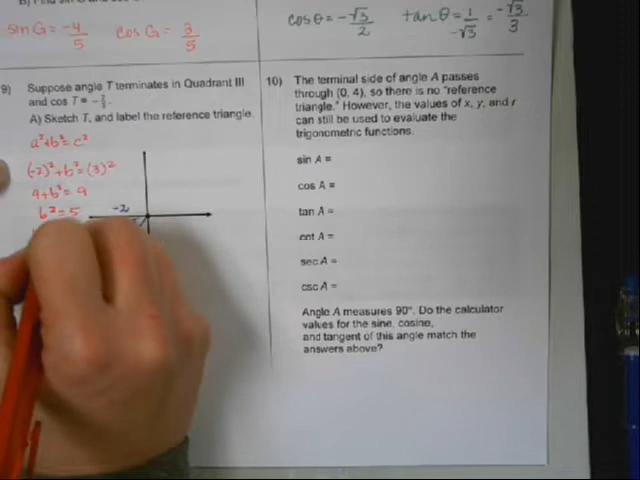 sin G = -4/5 cos G = 3/5
cos θ = -√3/2 tan θ = 1/-√3 = -√3/3
9) Suppose angle T terminates in Quadrant III
and cos T = -2/3.
A) Sketch T, and label the reference triangle.
a²+b²=c²
(-2)²+b²=(3)²
4+b²=9
b²=5
-2
10) The terminal side of angle A passes
through (0, 4), so there is no "reference
triangle." However, the values of x, y, and r
can still be used to evaluate the
trigonometric functions.
sin A =
cos A =
tan A =
cot A =
sec A =
csc A =
Angle A measures 90°. Do the calculator
values for the sine, cosine,
and tangent of this angle match the
answers above?